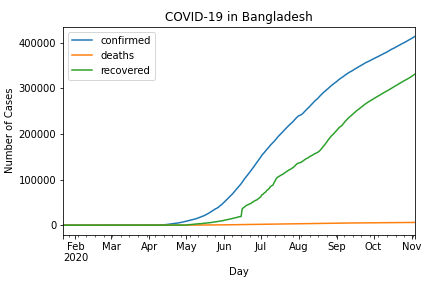 COVID-19 in Bangladesh
confirmed
deaths
recovered
Number of Cases
400000
300000
200000
100000
0
Feb Mar Apr May Jun Jul Aug Sep Oct Nov
2020
Day